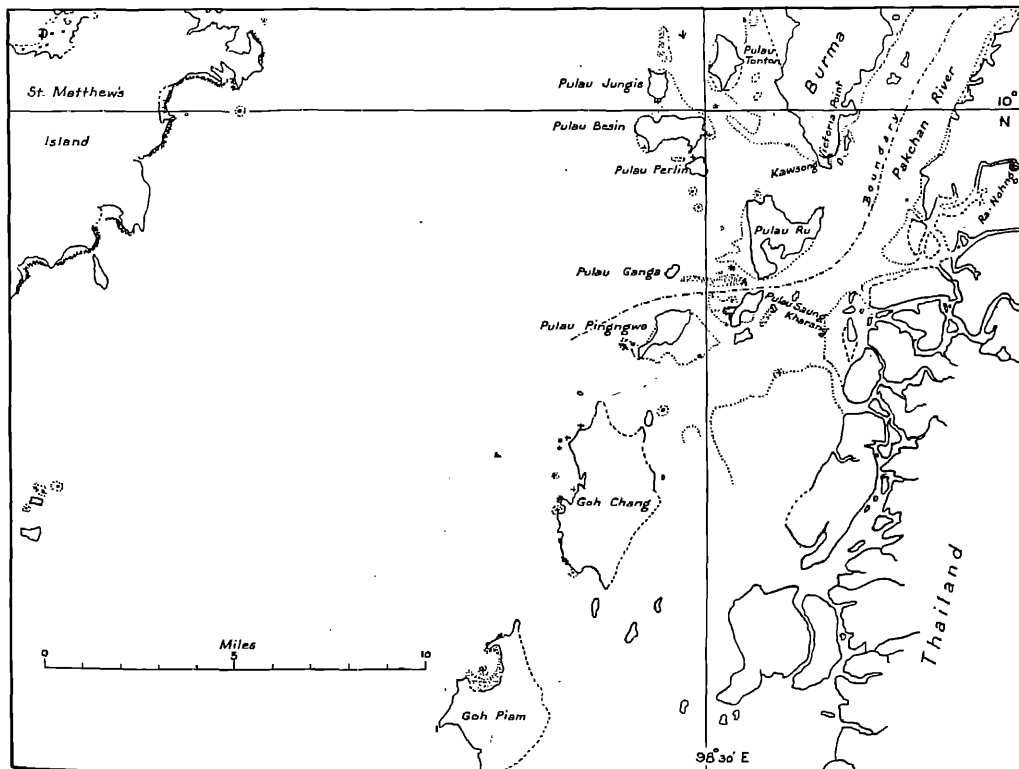 St. Matthew's
Island
Pulau Tonton
Burma
Pulau Jungis
Pulau Besin
Pulau Perlin
Victoria Point
Kawsong
Boundary
Pakchan River
10°
N
Ra-Nohng
Pulau Ru
Pulau Ganga
Pulau Saung
Kharang
Pulau Pingngwe
Goh Chang
Thailand
Miles
0 5 10
Goh Piam
98°30' E